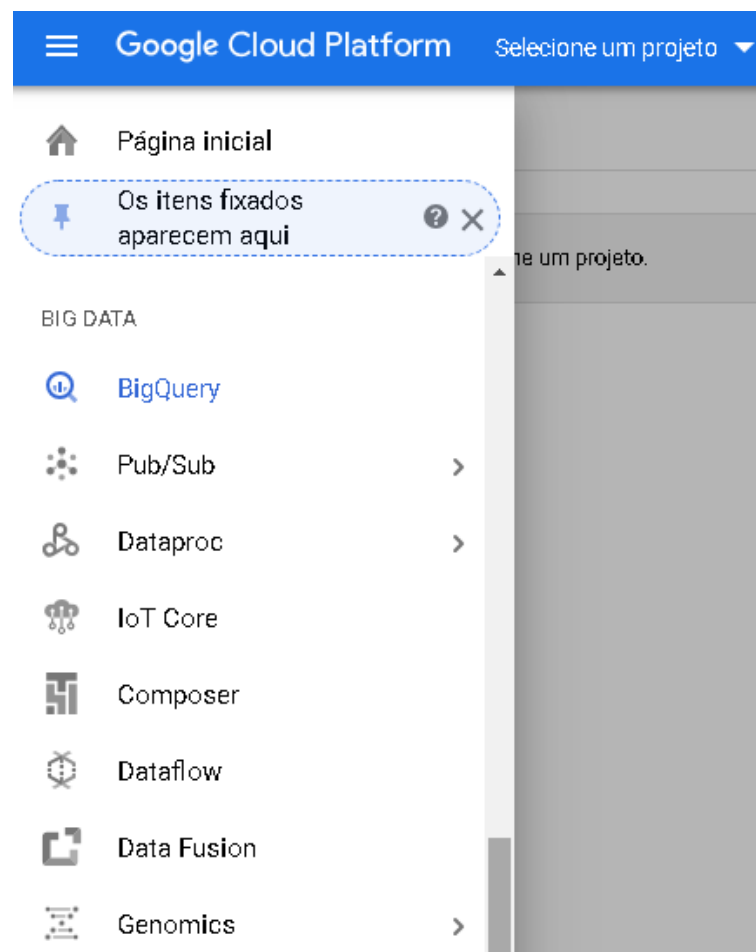 Google Cloud Platform Selecione um projeto
Página inicial
Os itens fixados
aparecem aqui
um projeto.
BIG DATA
BigQuery
Pub/Sub
Dataproc
IoT Core
Composer
Dataflow
Data Fusion
Genomics